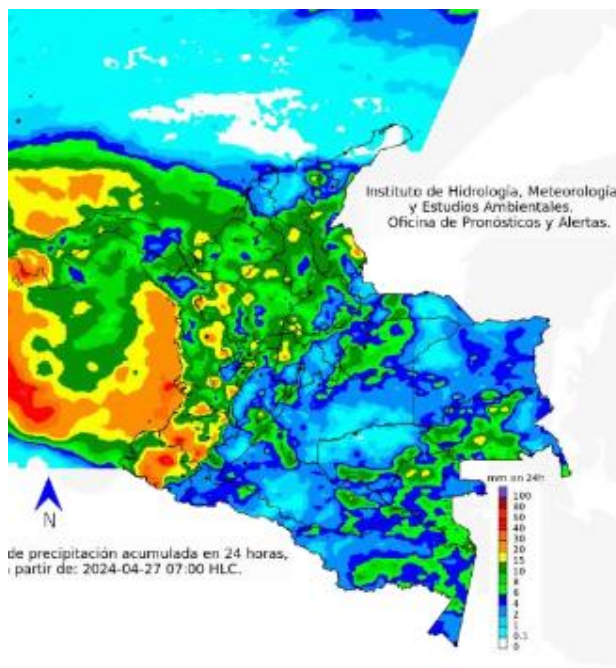 Instituto de Hidrología, Meteorología
y Estudios Ambientales.
Oficina de Pronósticos y Alertas.
mm en 24h
100
80
60
40
30
20
15
10
8
6
4
2
1
0.1
0
N
de precipitación acumulada en 24 horas,
partir de: 2024-04-27 07:00 HLC.